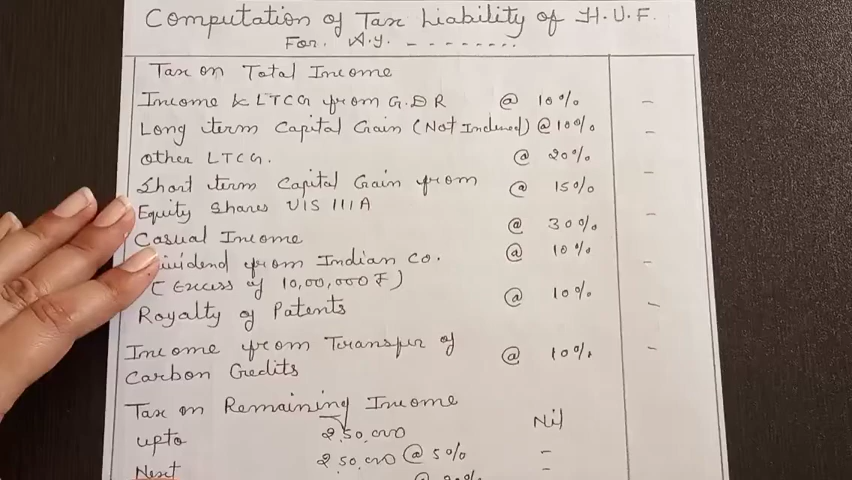 Computation of Tax Liability of H.U.F.
For. A.Y. --------
Tax on Total Income
Income & LTCG from G.D.R @ 10% -
Long term Capital Gain (Not Indexed) @ 100% -
Other LTCG. @ 20% -
Short term Capital Gain from @ 15% -
Equity Shares U/S 111A
Casual Income @ 30% -
Dividend from Indian Co. @ 10% -
(Excess of 10,00,000 ₹)
Royalty of Patents @ 10% -
Income from Transfer of @ 10% -
Carbon Credits
Tax on Remaining Income
upto 2,50,000 Nil
Next 2,50,000 @ 5% -